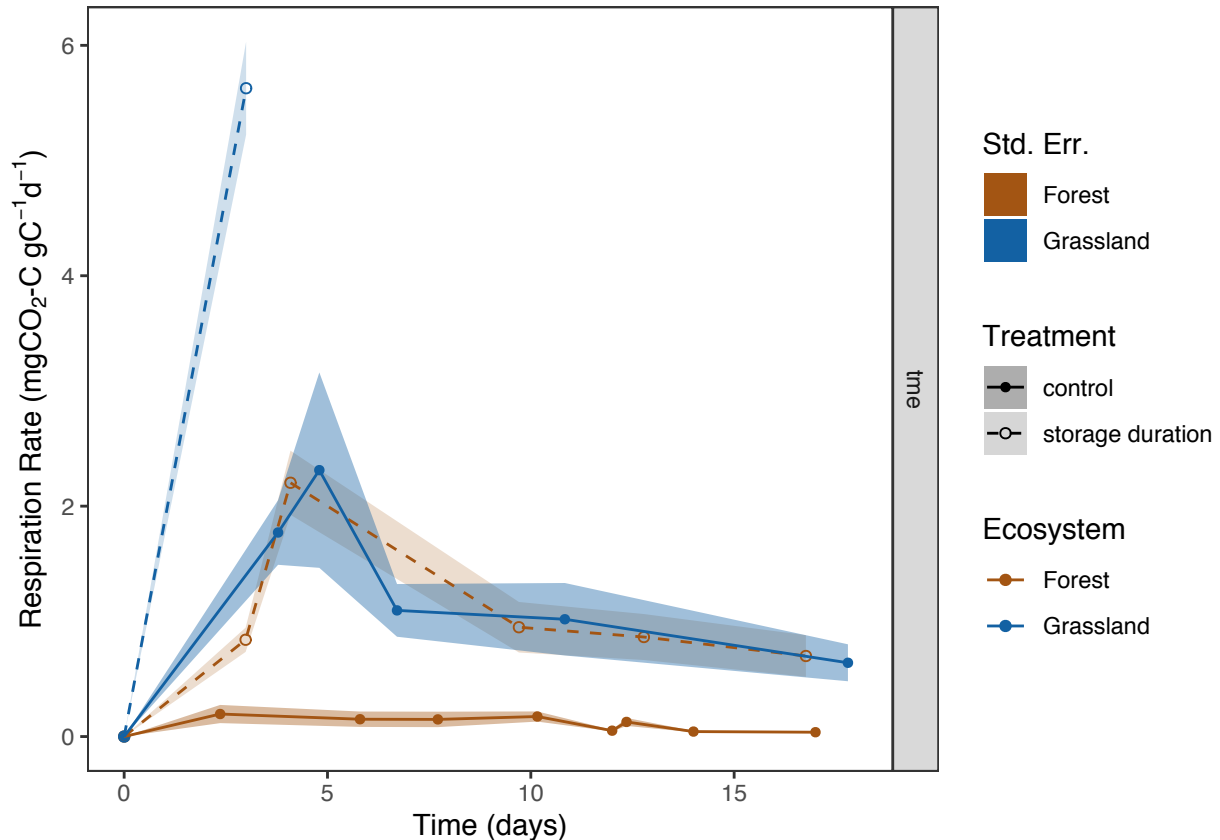 Respiration Rate (mgCO₂-C gC⁻¹d⁻¹)
6
4
2
0
0
5
10
15
Time (days)
tme
Std. Err.
Forest
Grassland
Treatment
control
storage duration
Ecosystem
Forest
Grassland